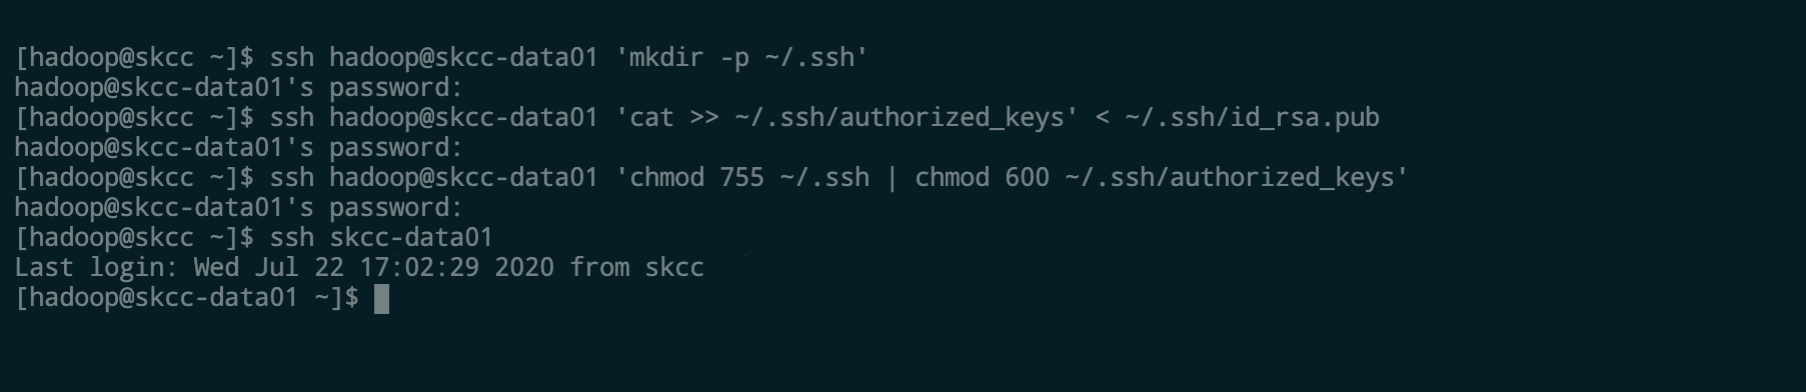 [hadoop@skcc ~]$ ssh hadoop@skcc-data01 'mkdir -p ~/.ssh'
hadoop@skcc-data01's password:
[hadoop@skcc ~]$ ssh hadoop@skcc-data01 'cat >> ~/.ssh/authorized_keys' < ~/.ssh/id_rsa.pub
hadoop@skcc-data01's password:
[hadoop@skcc ~]$ ssh hadoop@skcc-data01 'chmod 755 ~/.ssh | chmod 600 ~/.ssh/authorized_keys'
hadoop@skcc-data01's password:
[hadoop@skcc ~]$ ssh skcc-data01
Last login: Wed Jul 22 17:02:29 2020 from skcc
[hadoop@skcc-data01 ~]$